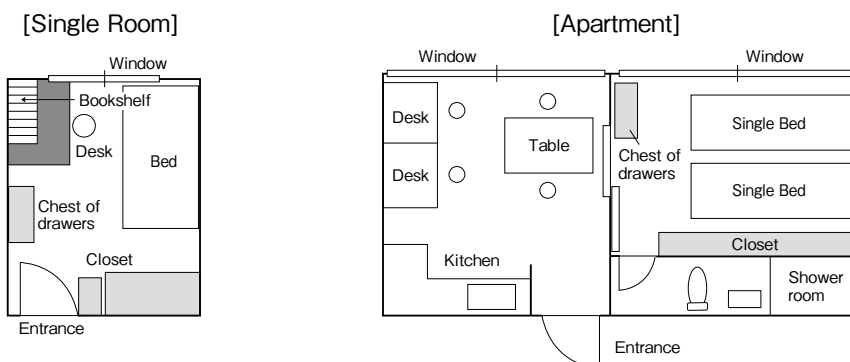 [Single Room]
Window
Bookshelf
Desk
Bed
Chest of
drawers
Closet
Entrance
[Apartment]
Window
Window
Desk
Desk
Table
Chest of
drawers
Single Bed
Single Bed
Closet
Kitchen
Shower
room
Entrance